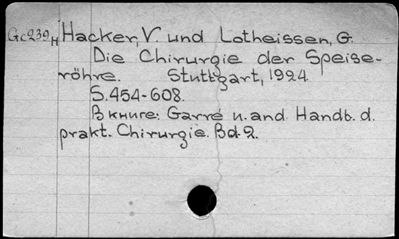 Gc239H Hacker, V. und Lotheissen, G.
Die Chirurgie der Speise-
röhre. Stuttgart, 1924.
S. 454-608.
В книге: Garré u. and Handb. d.
prakt. Chirurgie. Bd 2.